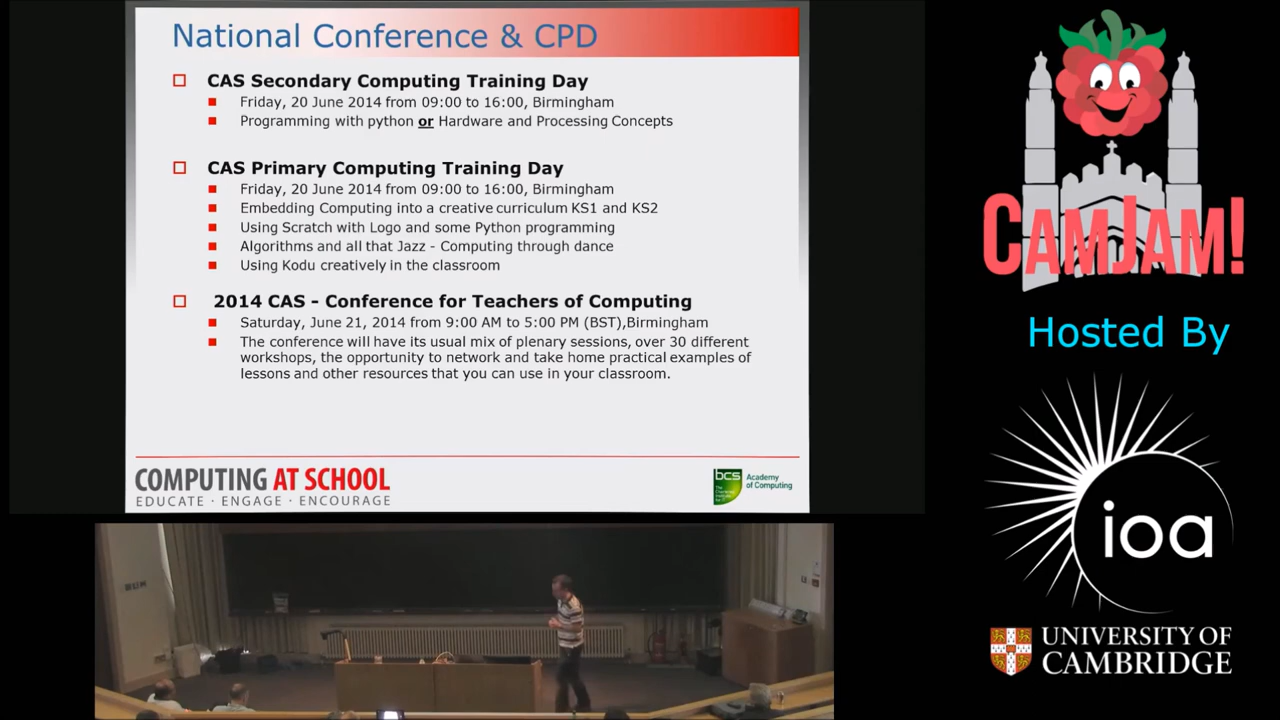 National Conference & CPD
CAS Secondary Computing Training Day
Friday, 20 June 2014 from 09:00 to 16:00, Birmingham
Programming with python or Hardware and Processing Concepts
CAS Primary Computing Training Day
Friday, 20 June 2014 from 09:00 to 16:00, Birmingham
Embedding Computing into a creative curriculum KS1 and KS2
Using Scratch with Logo and some Python programming
Algorithms and all that Jazz - Computing through dance
Using Kodu creatively in the classroom
2014 CAS - Conference for Teachers of Computing
Saturday, June 21, 2014 from 9:00 AM to 5:00 PM (BST),Birmingham
The conference will have its usual mix of plenary sessions, over 30 different
workshops, the opportunity to network and take home practical examples of
lessons and other resources that you can use in your classroom.
COMPUTING AT SCHOOL
EDUCATE · ENGAGE · ENCOURAGE
bcs
Academy
of Computing
CAMJAM!
Hosted By
ioa
UNIVERSITY OF
CAMBRIDGE